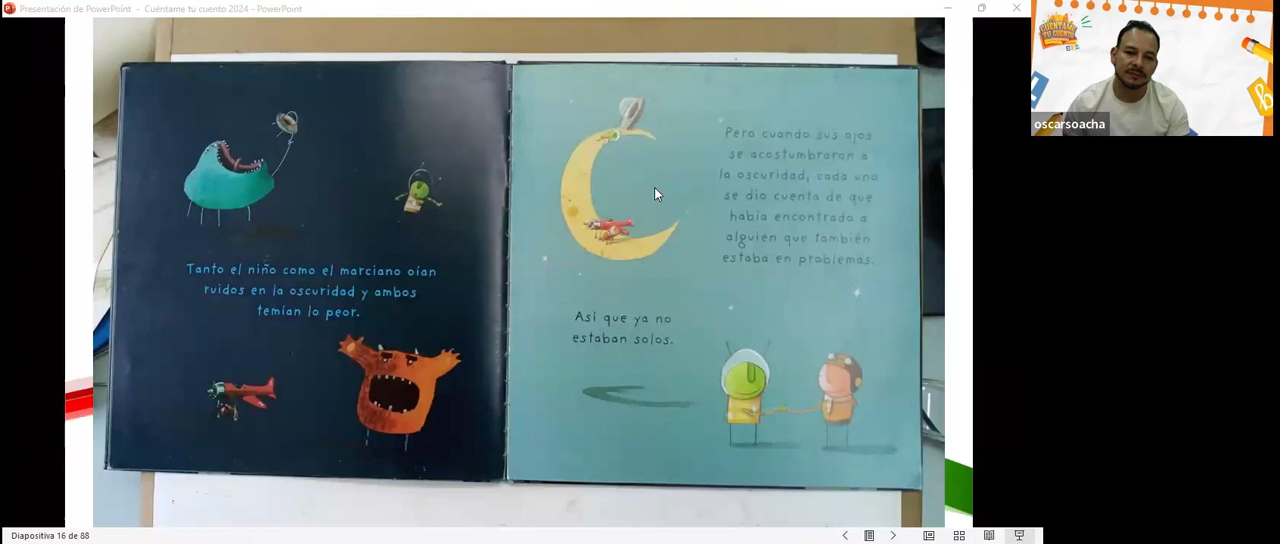 Presentación de PowerPoint - Cuéntame tu cuento 2024 - PowerPoint
CUÉNTAME
TU CUENTO
oscarsoacha
Tanto el niño como el marciano oían
ruidos en la oscuridad y ambos
temían lo peor.
Pero cuando sus ojos
se acostumbraron a
la oscuridad, cada uno
se dio cuenta de que
había encontrado a
alguien que también
estaba en problemas.
Así que ya no
estaban solos.
Diapositiva 16 de 88